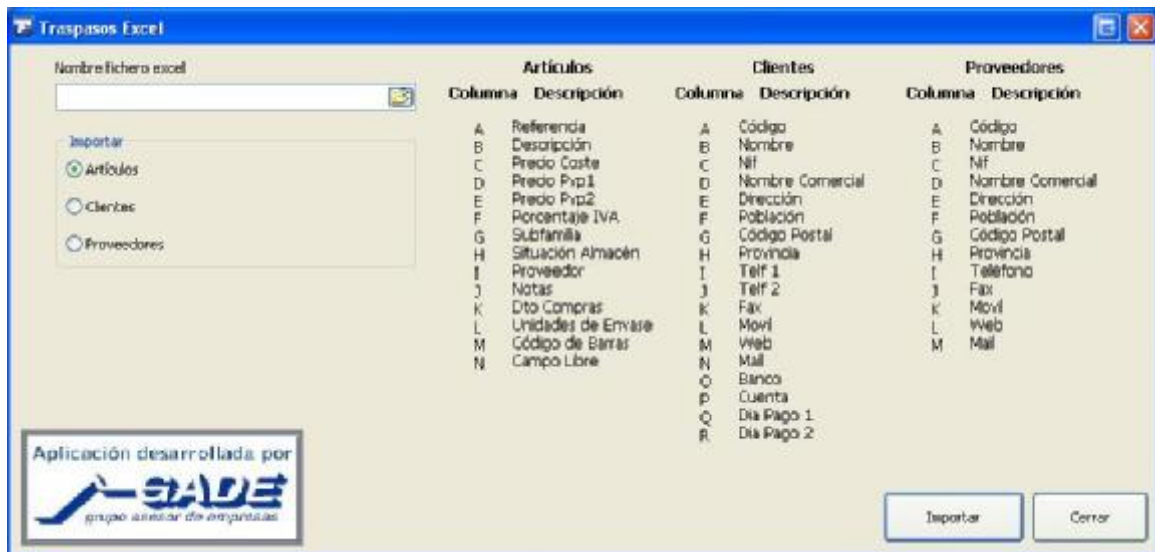 Traspasos Excel
Nombre fichero excel
Importar
Artículos
Clientes
Proveedores
Artículos
Columna Descripción
A Referencia
B Descripción
C Precio Coste
D Precio Pvp1
E Precio Pvp2
F Porcentaje IVA
G Subfamilia
H Situación Almacén
I Proveedor
J Notas
K Dto Compras
L Unidades de Envase
M Código de Barras
N Campo Libre
Clientes
Columna Descripción
A Código
B Nombre
C Nif
D Nombre Comercial
E Dirección
F Población
G Código Postal
H Provincia
I Telf 1
J Telf 2
K Fax
L Movil
M Web
N Mail
O Banco
P Cuenta
Q Dia Pago 1
R Dia Pago 2
Proveedores
Columna Descripción
A Código
B Nombre
C Nif
D Nombre Comercial
E Dirección
F Población
G Código Postal
H Provincia
I Teléfono
J Fax
K Movil
L Web
M Mail
Aplicación desarrollada por
GADE
grupo asesor de empresas
Importar
Cerrar